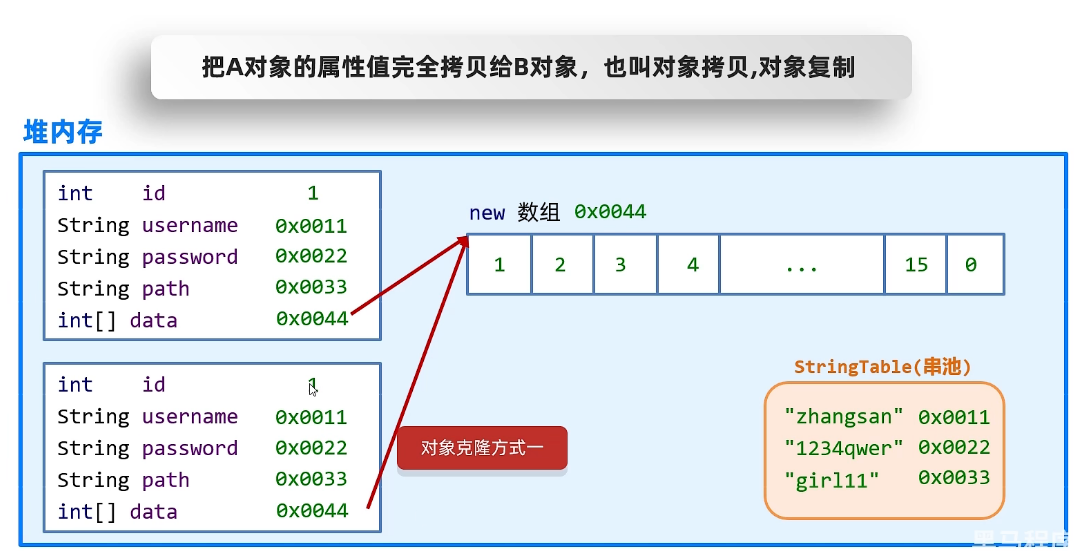 把A对象的属性值完全拷贝给B对象，也叫对象拷贝,对象复制
堆内存
int id 1
String username 0x0011
String password 0x0022
String path 0x0033
int[] data 0x0044
new 数组 0x0044
1 2 3 4 ... 15 0
int id 1
String username 0x0011
String password 0x0022
String path 0x0033
int[] data 0x0044
对象克隆方式一
StringTable(串池)
"zhangsan" 0x0011
"1234qwer" 0x0022
"girl11" 0x0033